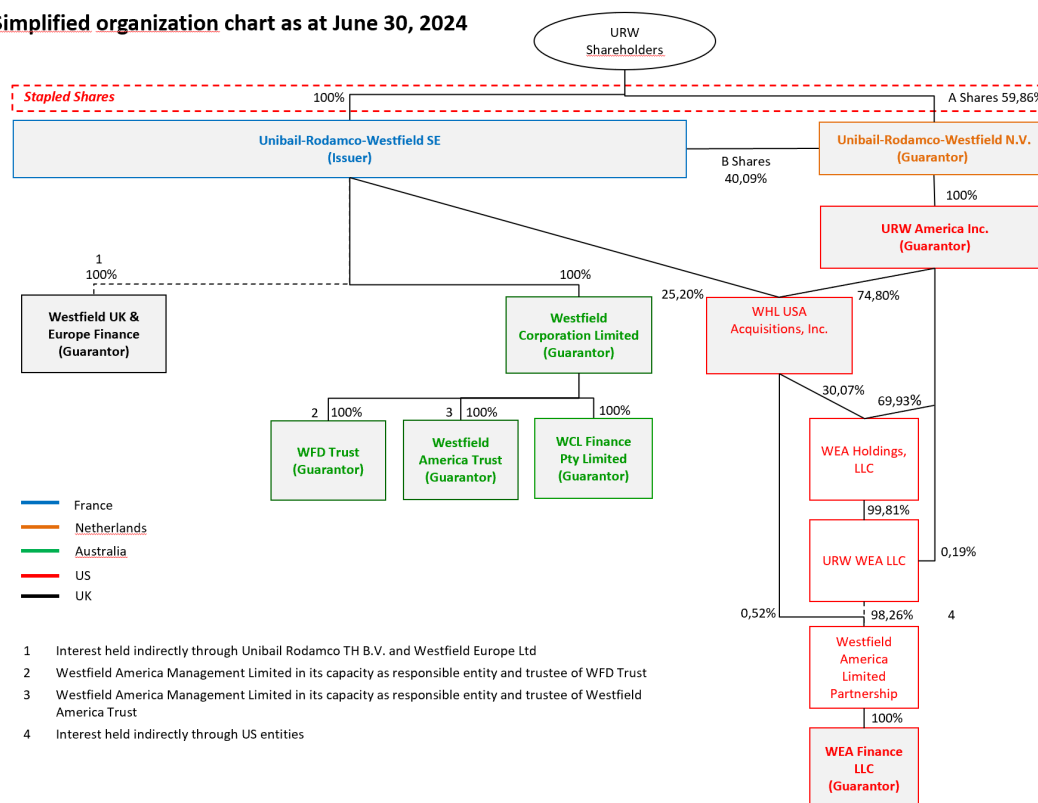 Simplified organization chart as at June 30, 2024
URW
Shareholders
Stapled Shares
100%
A Shares 59,86%
Unibail-Rodamco-Westfield SE
(Issuer)
B Shares
40,09%
Unibail-Rodamco-Westfield N.V.
(Guarantor)
100%
URW America Inc.
(Guarantor)
1
100%
100%
25,20%
74,80%
Westfield UK &
Europe Finance
(Guarantor)
Westfield
Corporation Limited
(Guarantor)
WHL USA
Acquisitions, Inc.
30,07%
69,93%
2 100%
3 100%
100%
WFD Trust
(Guarantor)
Westfield
America Trust
(Guarantor)
WCL Finance
Pty Limited
(Guarantor)
WEA Holdings,
LLC
99,81%
URW WEA LLC
0,19%
0,52%
98,26%
4
Westfield
America
Limited
Partnership
100%
WEA Finance
LLC
(Guarantor)
France
Netherlands
Australia
US
UK
1 Interest held indirectly through Unibail Rodamco TH B.V. and Westfield Europe Ltd
2 Westfield America Management Limited in its capacity as responsible entity and trustee of WFD Trust
3 Westfield America Management Limited in its capacity as responsible entity and trustee of Westfield
America Trust
4 Interest held indirectly through US entities